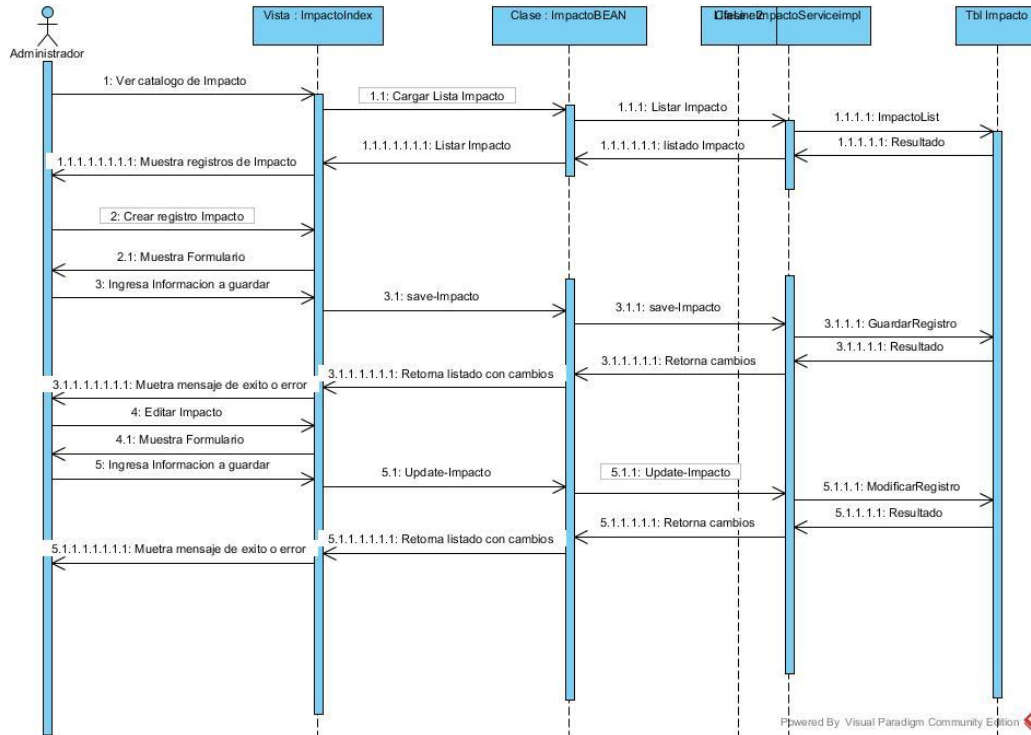 Administrador
Vista : ImpactoIndex
Clase : ImpactoBEAN
ImpactoServiceimpl
Tbl Impacto
1: Ver catalogo de Impacto
1.1: Cargar Lista Impacto
1.1.1: Listar Impacto
1.1.1.1: ImpactoList
1.1.1.1.1: Resultado
1.1.1.1.1.1: listado Impacto
1.1.1.1.1.1.1: Listar Impacto
1.1.1.1.1.1.1.1: Muestra registros de Impacto
2: Crear registro Impacto
2.1: Muestra Formulario
3: Ingresa Informacion a guardar
3.1: save-Impacto
3.1.1: save-Impacto
3.1.1.1: GuardarRegistro
3.1.1.1.1: Resultado
3.1.1.1.1.1: Retorna cambios
3.1.1.1.1.1.1: Retorna listado con cambios
3.1.1.1.1.1.1.1: Muetra mensaje de exito o error
4: Editar Impacto
4.1: Muestra Formulario
5: Ingresa Informacion a guardar
5.1: Update-Impacto
5.1.1: Update-Impacto
5.1.1.1: ModificarRegistro
5.1.1.1.1: Resultado
5.1.1.1.1.1: Retorna cambios
5.1.1.1.1.1.1: Retorna listado con cambios
5.1.1.1.1.1.1.1: Muetra mensaje de exito o error
Powered By Visual Paradigm Community Edition